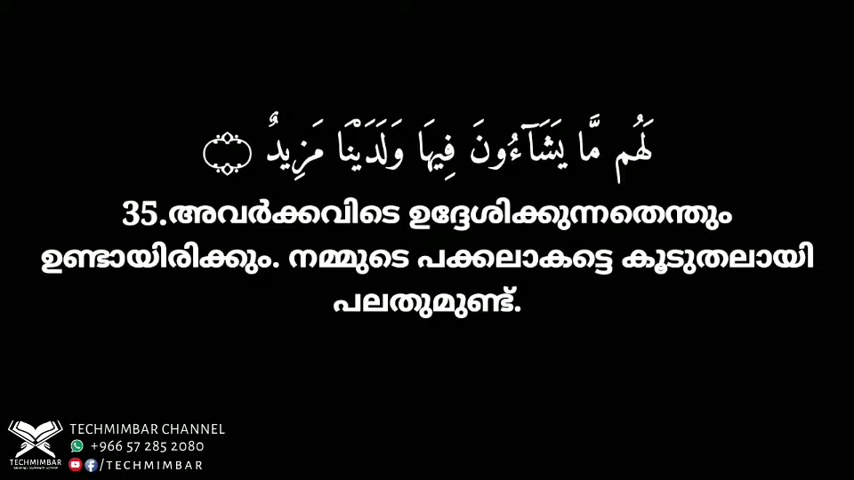 لَهُم مَّا يَشَآءُونَ فِيهَا وَلَدَيْنَا مَزِيدٌ ۝
35.അവർക്കവിടെ ഉദ്ദേശിക്കുന്നതെന്തും
ഉണ്ടായിരിക്കും. നമ്മുടെ പക്കലാകട്ടെ കൂടുതലായി
പലതുമുണ്ട്.
TECHMIMBAR CHANNEL
+966 57 285 2080
/TECHMIMBAR
TECHMIMBAR